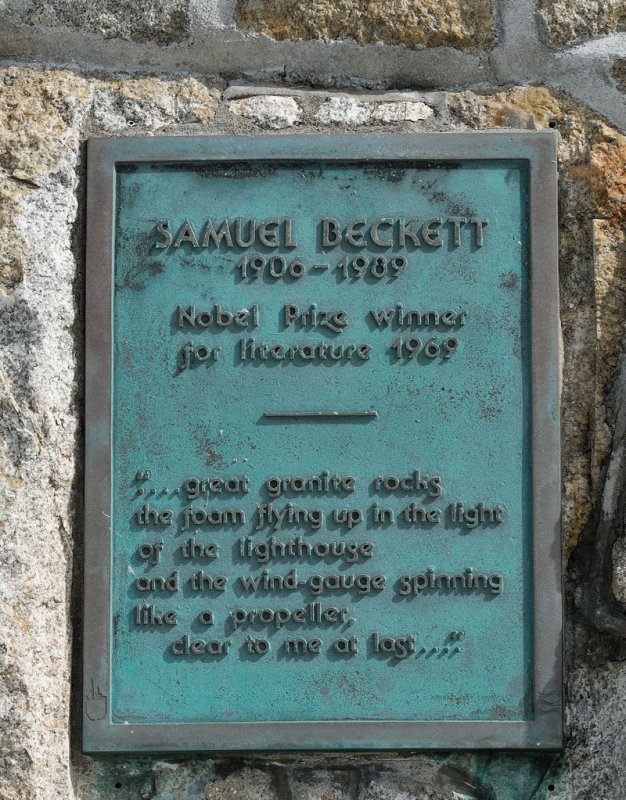 SAMUEL BECKETT
1906 – 1989
Nobel Prize winner
for literature 1969
“....great granite rocks
the foam flying up in the light
of the lighthouse
and the wind-gauge spinning
like a propeller,
clear to me at last....“